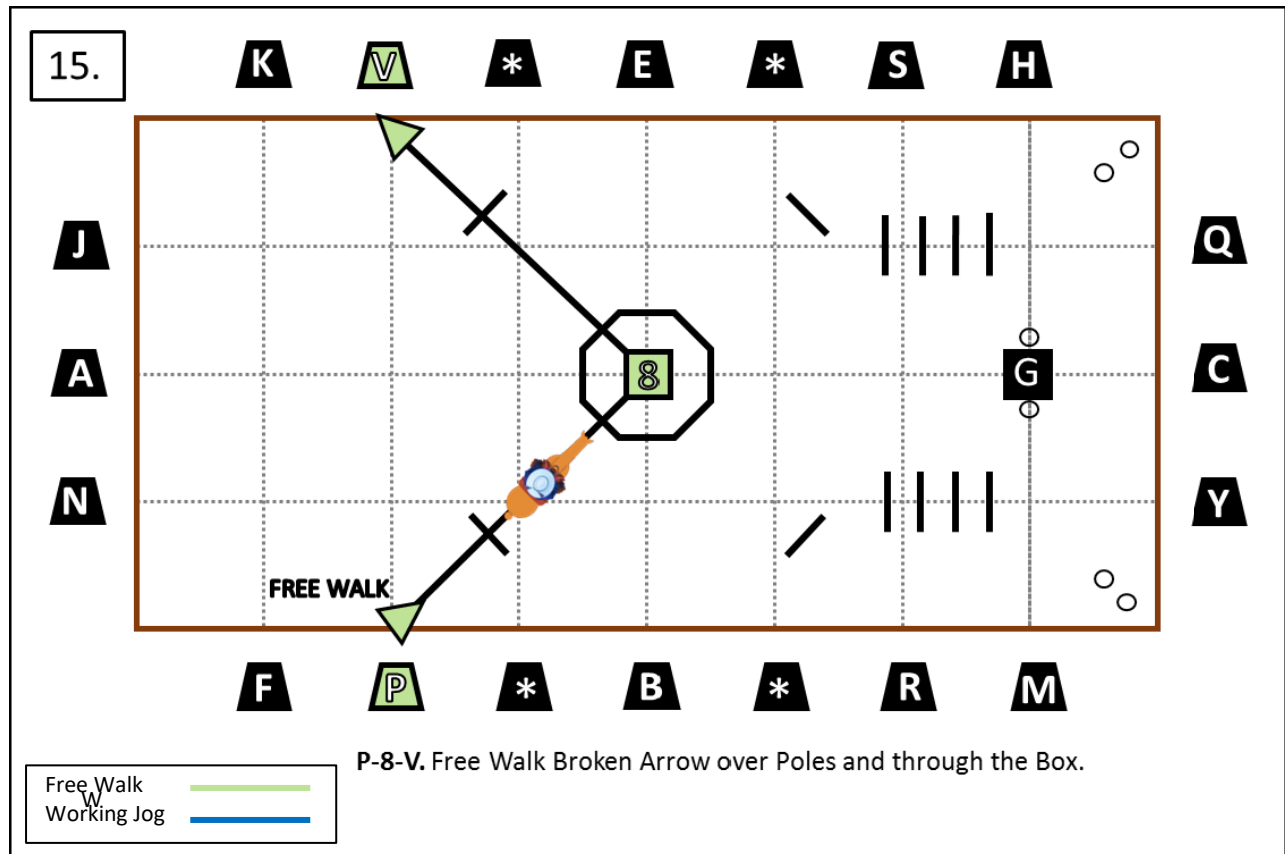 15.
K V * E * S H
J Q
8
A G C
N Y
FREE WALK
F P * B * R M
P-8-V. Free Walk Broken Arrow over Poles and through the Box.
Free Walk
W
Working Jog